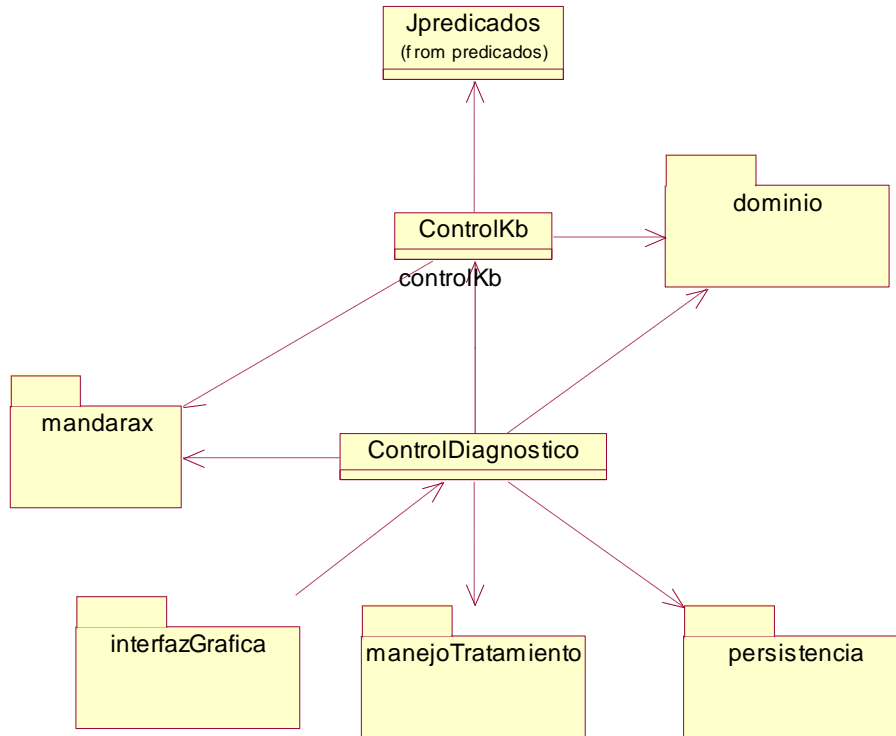 Jpredicados
(from predicados)
dominio
ControlKb
controlKb
mandarax
ControlDiagnostico
interfazGrafica
manejoTratamiento
persistencia